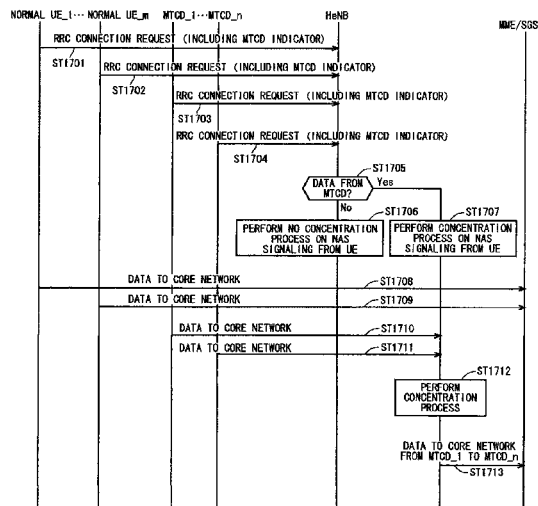 NORMAL UE_1··· NORMAL UE_m MTCD_1···MTCD_n HeNB
MME/SGS
RRC CONNECTION REQUEST (INCLUDING MTCD INDICATOR)
ST1701
RRC CONNECTION REQUEST (INCLUDING MTCD INDICATOR)
ST1702
RRC CONNECTION REQUEST (INCLUDING MTCD INDICATOR)
ST1703
RRC CONNECTION REQUEST (INCLUDING MTCD INDICATOR)
ST1704
ST1705
DATA FROM
MTCD?
Yes
No
ST1706
ST1707
PERFORM NO CONCENTRATION
PROCESS ON NAS
SIGNALING FROM UE
PERFORM CONCENTRATION
PROCESS ON NAS
SIGNALING FROM UE
DATA TO CORE NETWORK
ST1708
DATA TO CORE NETWORK
ST1709
DATA TO CORE NETWORK
ST1710
DATA TO CORE NETWORK
ST1711
ST1712
PERFORM
CONCENTRATION
PROCESS
DATA TO CORE NETWORK
FROM MTCD_1 TO MTCD_n
ST1713